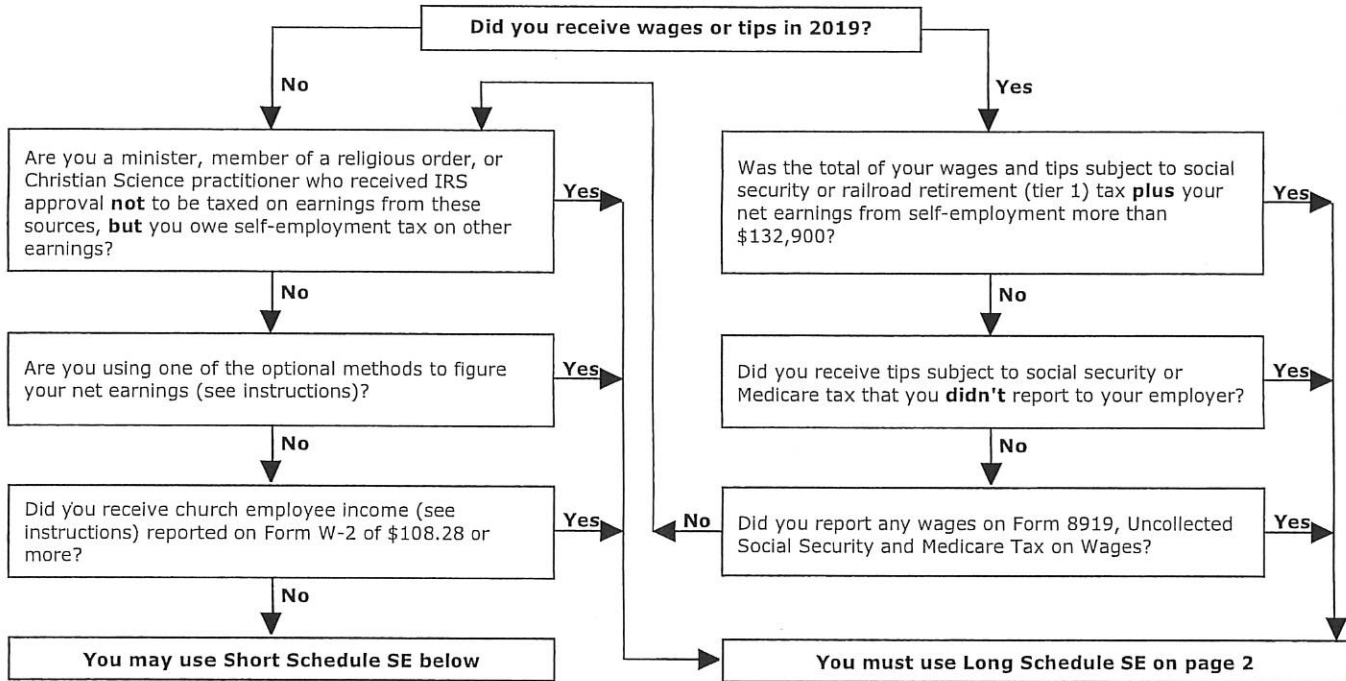 Did you receive wages or tips in 2019?
No
Yes
Are you a minister, member of a religious order, or
Christian Science practitioner who received IRS
approval not to be taxed on earnings from these
sources, but you owe self-employment tax on other
earnings?
Yes
Was the total of your wages and tips subject to social
security or railroad retirement (tier 1) tax plus your
net earnings from self-employment more than
$132,900?
Yes
No
No
Are you using one of the optional methods to figure
your net earnings (see instructions)?
Yes
Did you receive tips subject to social security or
Medicare tax that you didn't report to your employer?
Yes
No
No
Did you receive church employee income (see
instructions) reported on Form W-2 of $108.28 or
more?
Yes
No
Did you report any wages on Form 8919, Uncollected
Social Security and Medicare Tax on Wages?
Yes
No
You may use Short Schedule SE below
You must use Long Schedule SE on page 2